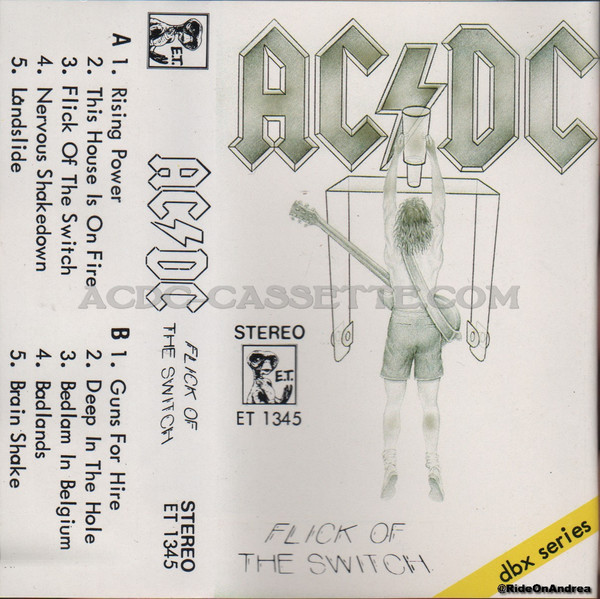 E.T.
A 1. Rising Power
2. This House Is On Fire
3. Flick Of The Switch
4. Nervous Shakedown
5. Landslide
B 1. Guns For Hire
2. Deep In The Hole
3. Bedlam In Belgium
4. Badlands
5. Brain Shake
AC DC
FLICK OF
THE SWITCH
STEREO
ET 1345
AC DC
STEREO
E.T.
ET 1345
FLICK OF
THE SWITCH
dbx series
ACDC-CASSETTE.COM
@RideOnAndrea